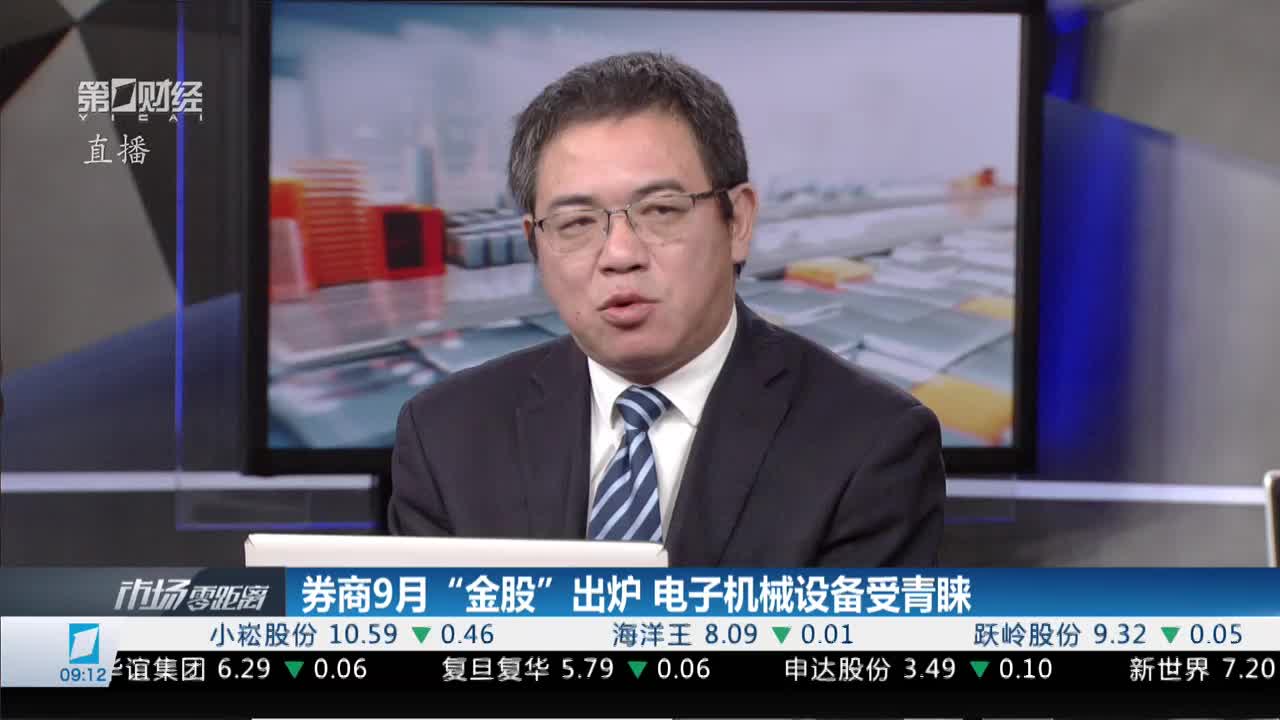 第一财经
YICAI
直播
市场零距离
券商9月“金股”出炉 电子机械设备受青睐
小崧股份 10.59 ▼ 0.46 海洋王 8.09 ▼ 0.01 跃岭股份 9.32 ▼ 0.05
09:12
华谊集团 6.29 ▼ 0.06 复旦复华 5.79 ▼ 0.06 申达股份 3.49 ▼ 0.10 新世界 7.20